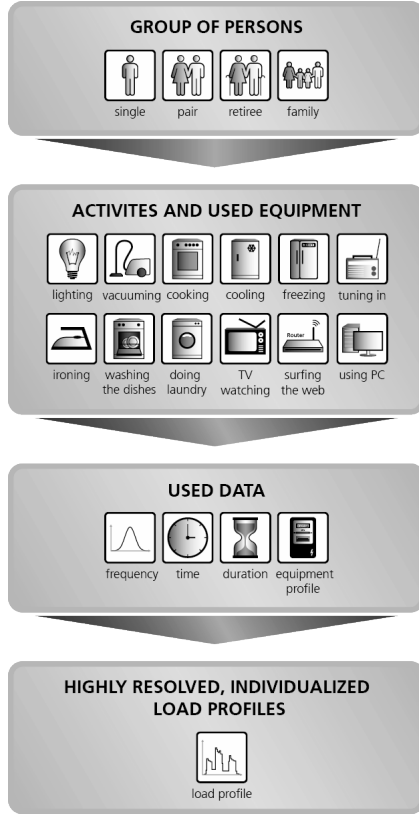 GROUP OF PERSONS
single pair retiree family
ACTIVITES AND USED EQUIPMENT
lighting vacuuming cooking cooling freezing tuning in
Router
ironing washing the dishes doing laundry TV watching surfing the web using PC
USED DATA
frequency time duration equipment profile
HIGHLY RESOLVED, INDIVIDUALIZED
LOAD PROFILES
load profile